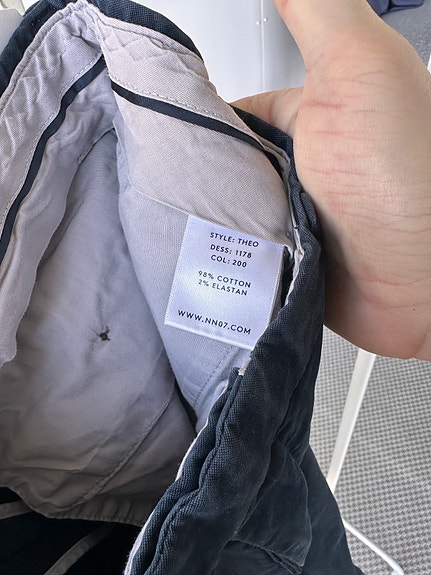 STYLE: THEO
DESS: 1178
COL: 200
98% COTTON
2% ELASTAN
WWW.NN07.COM